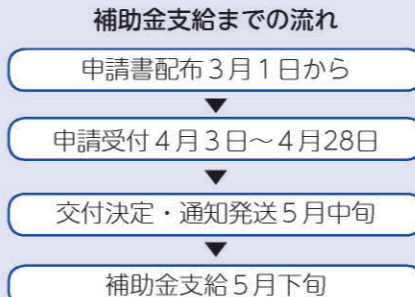 補助金支給までの流れ
申請書配布３月１日から
▼
申請受付４月３日～４月28日
▼
交付決定・通知発送５月中旬
▼
補助金支給５月下旬